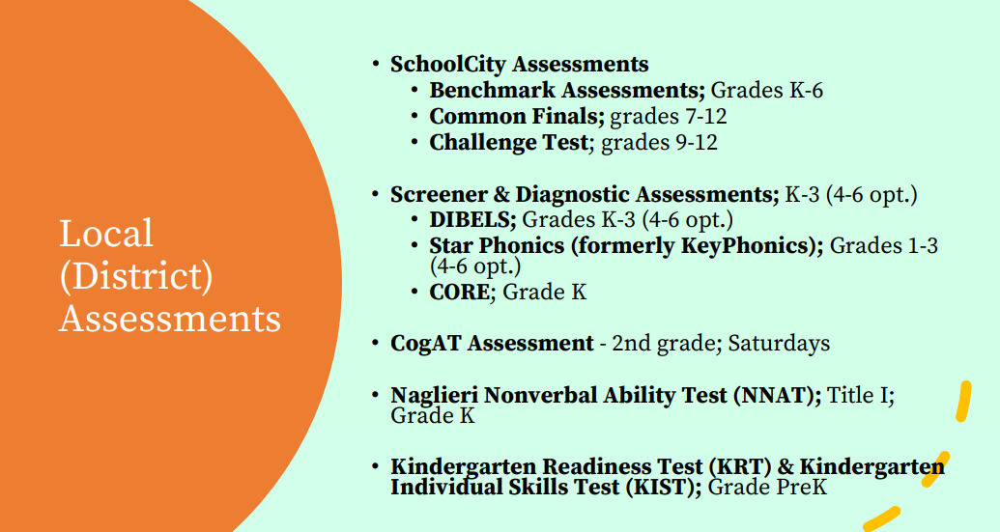 Local
(District)
Assessments
• SchoolCity Assessments
• Benchmark Assessments; Grades K-6
• Common Finals; grades 7-12
• Challenge Test; grades 9-12
• Screener & Diagnostic Assessments; K-3 (4-6 opt.)
• DIBELS; Grades K-3 (4-6 opt.)
• Star Phonics (formerly KeyPhonics); Grades 1-3
(4-6 opt.)
• CORE; Grade K
• CogAT Assessment - 2nd grade; Saturdays
• Naglieri Nonverbal Ability Test (NNAT); Title I;
Grade K
• Kindergarten Readiness Test (KRT) & Kindergarten
Individual Skills Test (KIST); Grade PreK